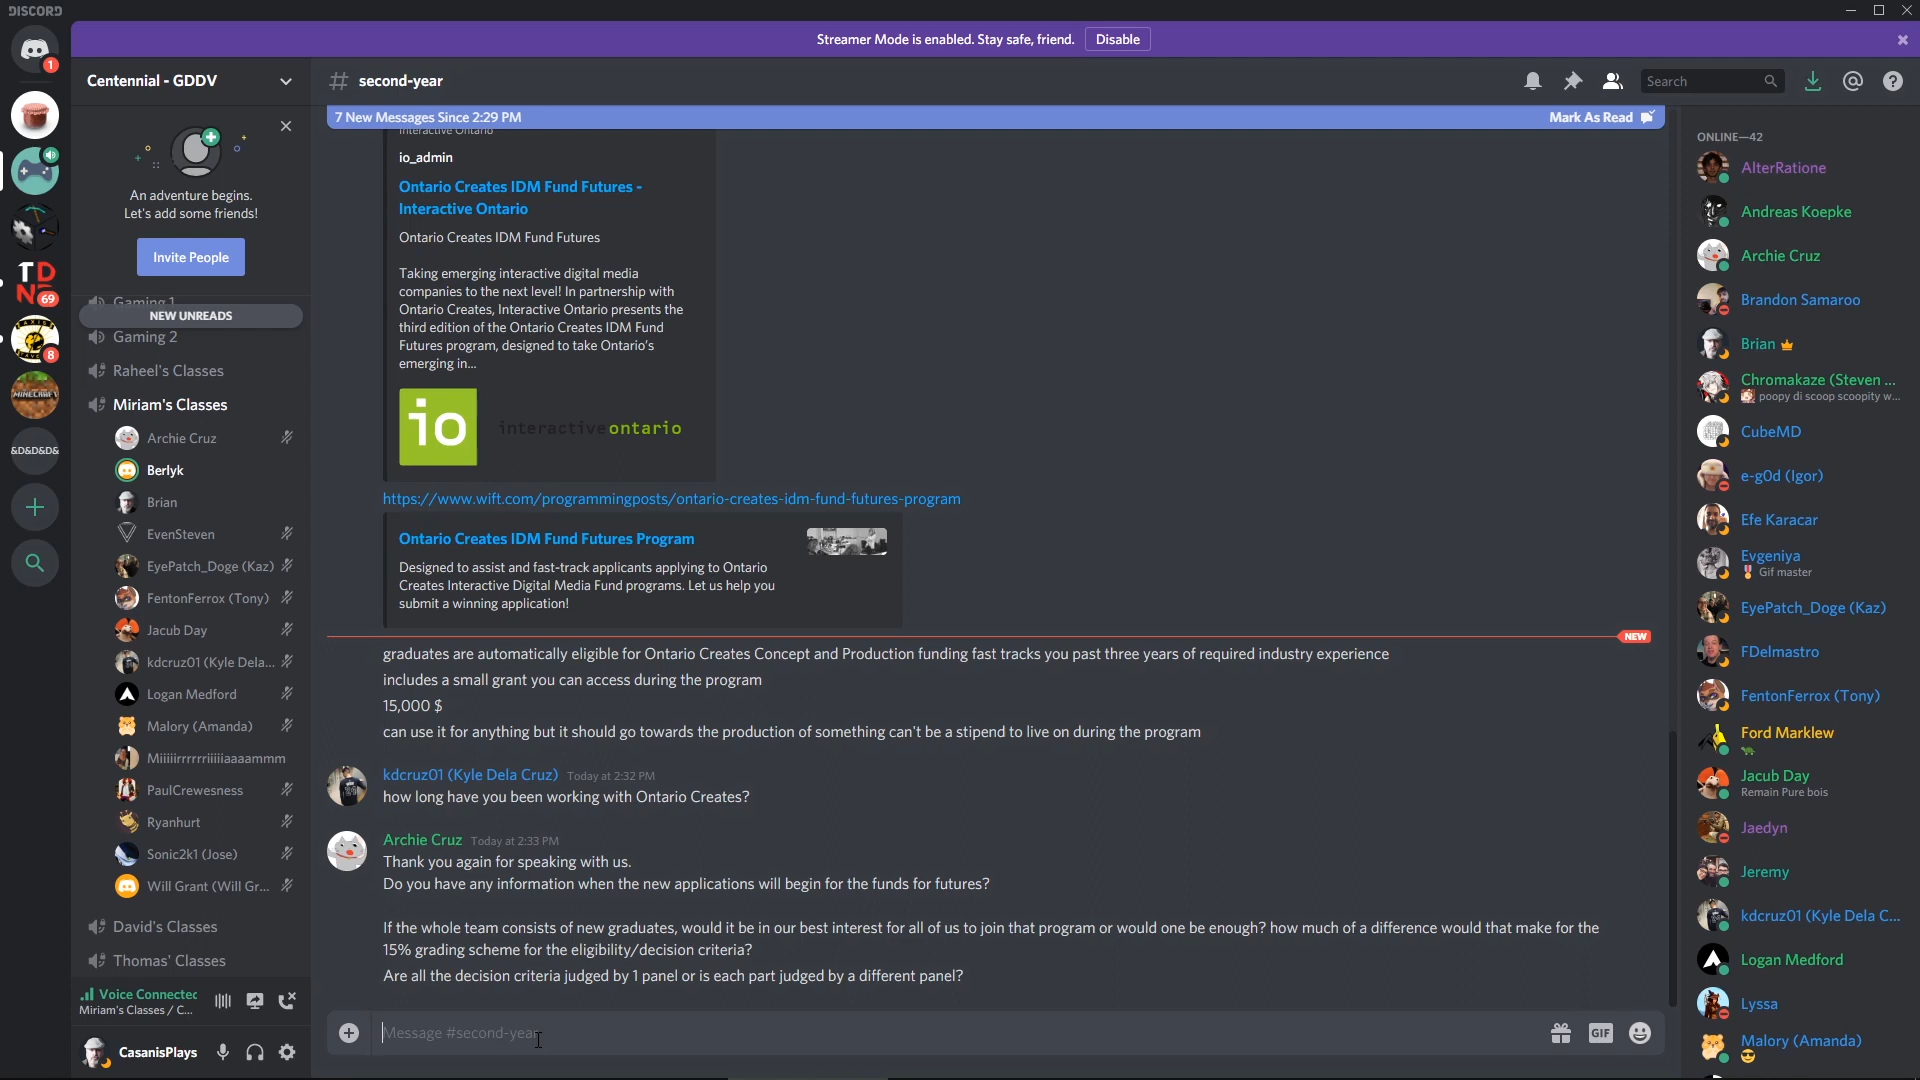 DISCORD
Streamer Mode is enabled. Stay safe, friend.
Disable
1
Centennial - GDDV
An adventure begins.
Let's add some friends!
Invite People
TD
N
69
8
MINECRAFT
&D&D&D&
Gaming 1
NEW UNREADS
Gaming 2
Raheel's Classes
Miriam's Classes
Archie Cruz
Berlyk
Brian
EvenSteven
EyePatch_Doge (Kaz)
FentonFerrox (Tony)
Jacub Day
kdcruz01 (Kyle Dela...
Logan Medford
Malory (Amanda)
PaulCrewesness
Ryanhurt
Sonic2k1 (Jose)
Will Grant (Will Gr...
David's Classes
Thomas' Classes
Voice Connected
Miriam's Classes / C...
CasanisPlays
# second-year
Search
7 New Messages Since 2:29 PM
Mark As Read
Interactive Ontario
io_admin
Ontario Creates IDM Fund Futures -
Interactive Ontario
Ontario Creates IDM Fund Futures
Taking emerging interactive digital media
companies to the next level! In partnership with
Ontario Creates, Interactive Ontario presents the
third edition of the Ontario Creates IDM Fund
Futures program, designed to take Ontario's
emerging in...
io interactive ontario
https://www.wift.com/programmingposts/ontario-creates-idm-fund-futures-program
Ontario Creates IDM Fund Futures Program
Designed to assist and fast-track applicants applying to Ontario
Creates Interactive Digital Media Fund programs. Let us help you
submit a winning application!
NEW
graduates are automatically eligible for Ontario Creates Concept and Production funding fast tracks you past three years of required industry experience
includes a small grant you can access during the program
15,000 $
can use it for anything but it should go towards the production of something can't be a stipend to live on during the program
kdcruz01 (Kyle Dela Cruz) Today at 2:32 PM
how long have you been working with Ontario Creates?
Archie Cruz Today at 2:33 PM
Thank you again for speaking with us.
Do you have any information when the new applications will begin for the funds for futures?
If the whole team consists of new graduates, would it be in our best interest for all of us to join that program or would one be enough? how much of a difference would that make for the
15% grading scheme for the eligibility/decision criteria?
Are all the decision criteria judged by 1 panel or is each part judged by a different panel?
Message #second-year
GIF
ONLINE—42
AlterRatione
Andreas Koepke
Archie Cruz
Brandon Samaroo
Brian
Chromakaze (Steven ...
poopy di scoop scoopity w...
CubeMD
e-g0d (Igor)
Efe Karacar
Evgeniya
Gif master
EyePatch_Doge (Kaz)
FDelmastro
FentonFerrox (Tony)
Ford Marklew
Jacub Day
Remain Pure bois
Jaedyn
Jeremy
kdcruz01 (Kyle Dela C...
Logan Medford
Lyssa
Malory (Amanda)